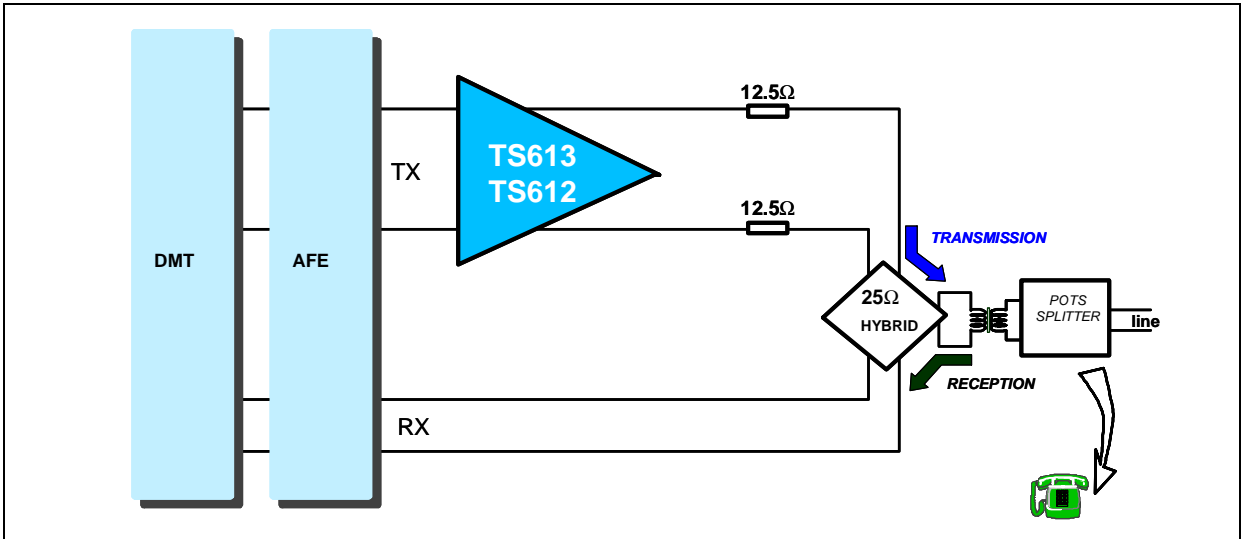 12.5Ω
TX
TS613
TS612
12.5Ω
DMT
AFE
TRANSMISSION
25Ω
HYBRID
POTS
SPLITTER
line
RECEPTION
RX